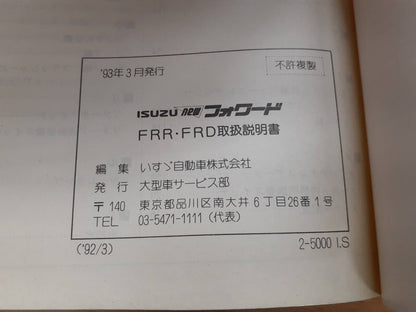 '93年3月発行
不許複製
ISUZU new フォワード
FRR・FRD取扱説明書
編集 いすゞ自動車株式会社
発行 大型車サービス部
〒140 東京都品川区南大井6丁目26番1号
TEL 03-5471-1111(代表)
('92/3)
2-5000 I.S